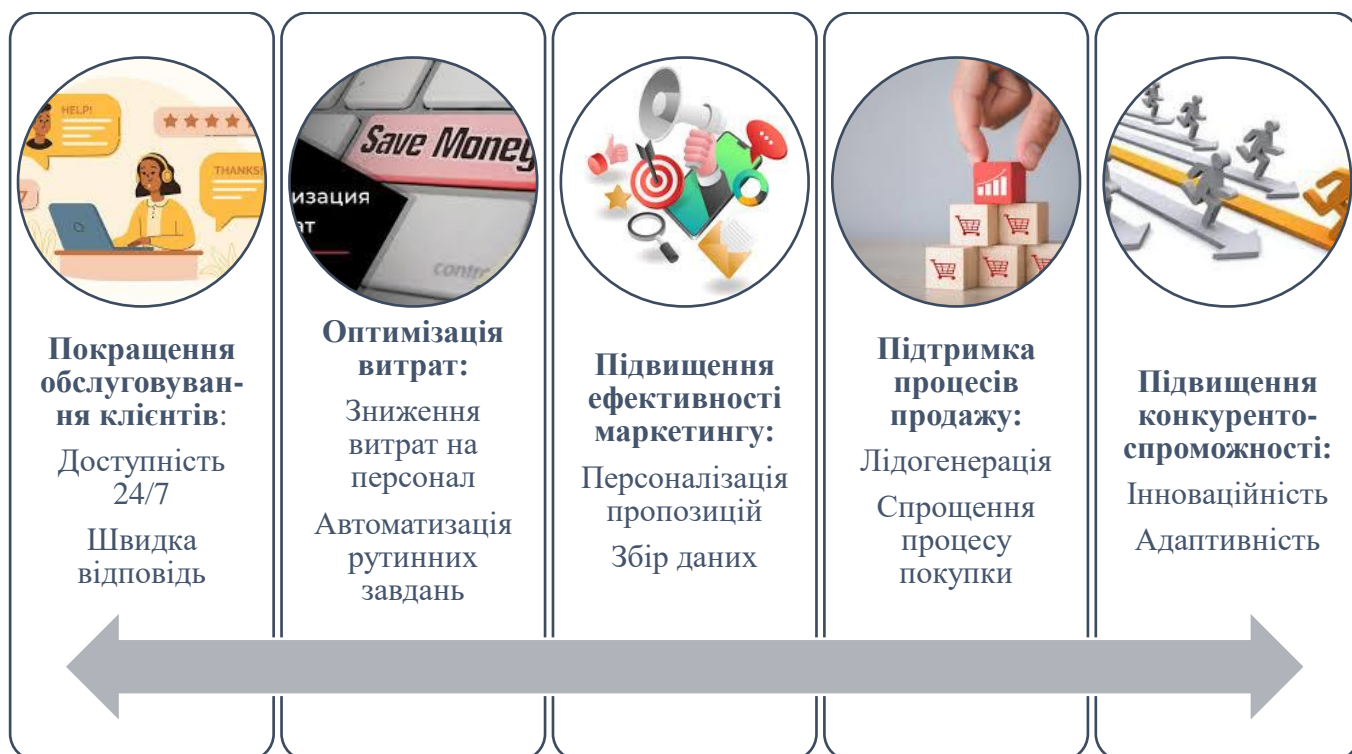 HELP!
THANKS!
7
Покращення
обслуговуван-
ня клієнтів:
Доступність
24/7
Швидка
відповідь
Save Money
изация
ат
contro
Оптимізація
витрат:
Зниження
витрат на
персонал
Автоматизація
рутинних
завдань
Підвищення
ефективності
маркетингу:
Персоналізація
пропозицій
Збір даних
Підтримка
процесів
продажу:
Лідогенерація
Спрощення
процесу
покупки
Підвищення
конкуренто-
спроможності:
Інноваційність
Адаптивність